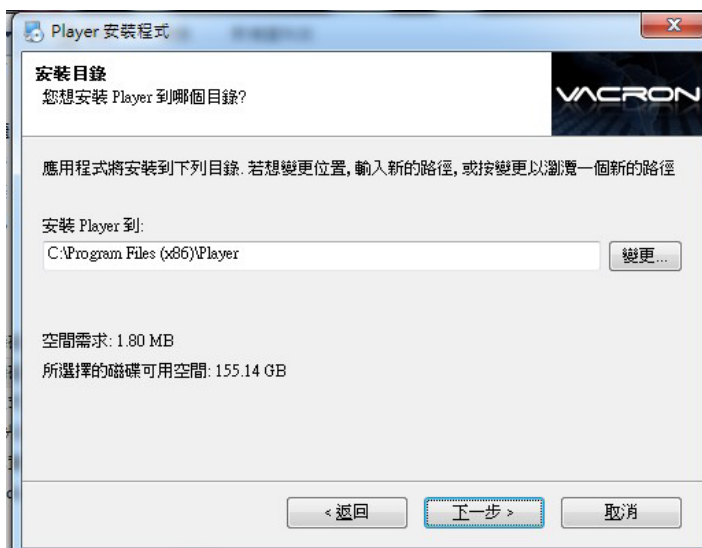 Player 安裝程式
安裝目錄
您想安裝 Player 到哪個目錄?
VACRON
應用程式將安裝到下列目錄. 若想變更位置, 輸入新的路徑, 或按變更以瀏覽一個新的路徑
安裝 Player 到:
C:\Program Files (x86)\Player
變更...
空間需求: 1.80 MB
所選擇的磁碟可用空間: 155.14 GB
< 返回
下一步 >
取消